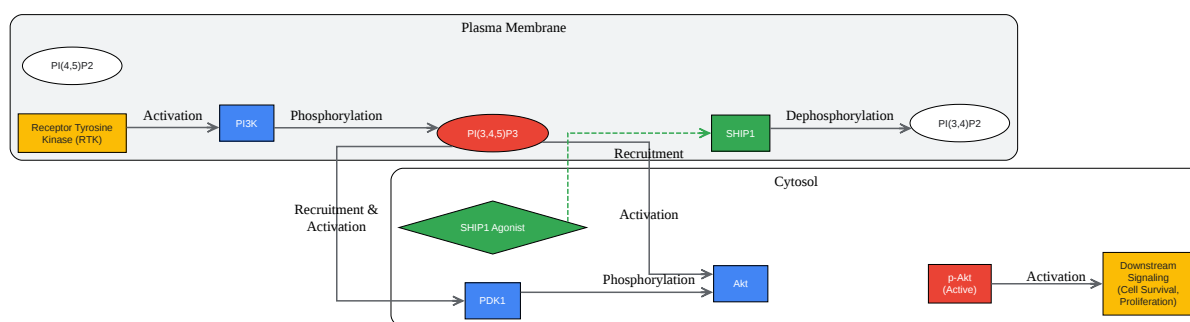 Plasma Membrane
PI(4,5)P2
Receptor Tyrosine
Kinase (RTK)
Activation
PI3K
Phosphorylation
PI(3,4,5)P3
SHIP1
Dephosphorylation
PI(3,4)P2
Recruitment
Cytosol
Recruitment &
Activation
SHIP1 Agonist
Activation
PDK1
Phosphorylation
Akt
p-Akt
(Active)
Activation
Downstream
Signaling
(Cell Survival,
Proliferation)